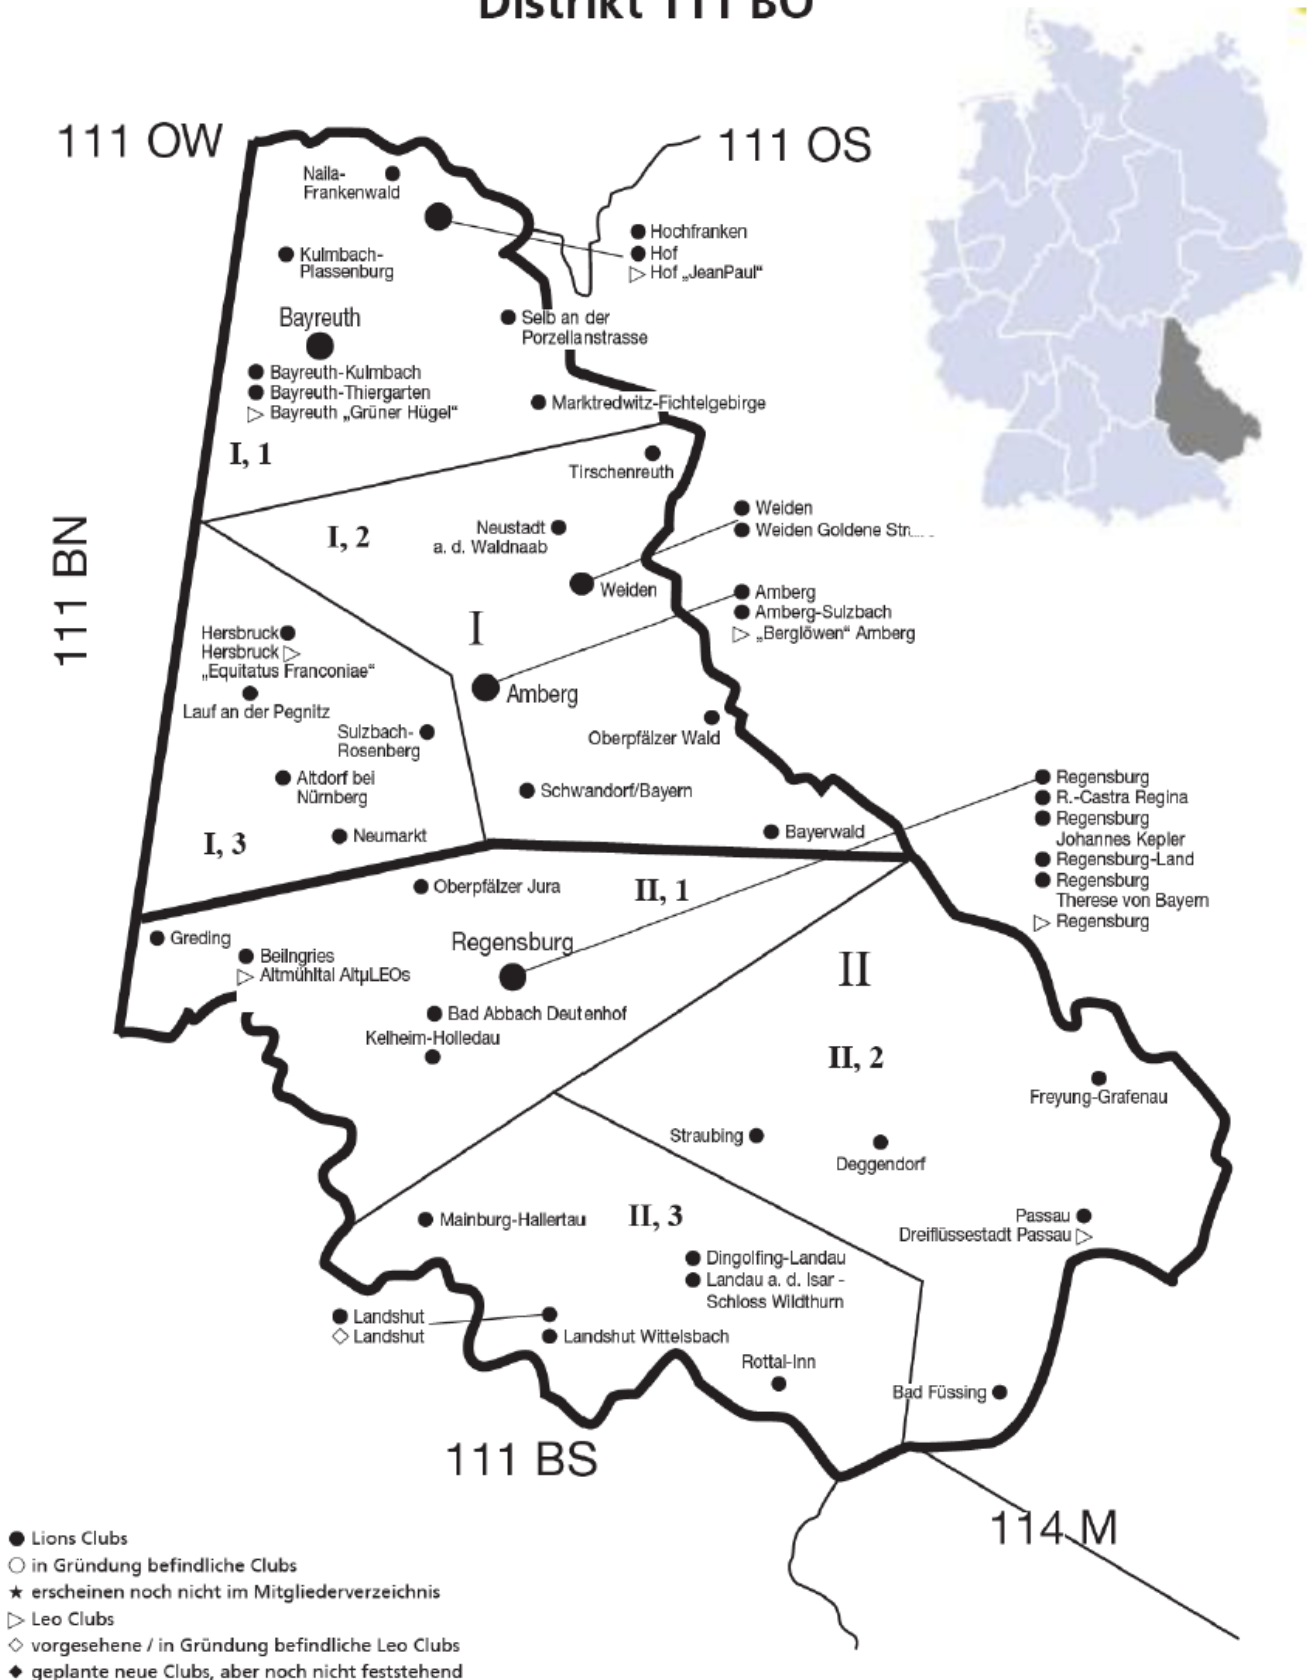 Distrikt 111 BO
111 OW
111 OS
Naila-
Frankenwald
Hochfranken
Hof
Hof „JeanPaul“
Kulmbach-
Plassenburg
Bayreuth
Selb an der
Porzellanstrasse
Bayreuth-Kulmbach
Bayreuth-Thiergarten
Bayreuth „Grüner Hügel“
Marktredwitz-Fichtelgebirge
I, 1
Tirschenreuth
111 BN
I, 2
Neustadt
a. d. Waldnaab
Weiden
Weiden Goldene
Weiden
Amberg
Amberg-Sulzbach
„Berglöwen“ Amberg
I
Hersbruck
Hersbruck
„Equitatus Franconiae“
Lauf an der Pegnitz
Amberg
Sulzbach-
Rosenberg
Oberpfälzer Wald
Altdorf bei
Nürnberg
Schwandorf/Bayern
Neumarkt
Bayerwald
I, 3
Regensburg
R.-Castra Regina
Regensburg
Johannes Kepler
Regensburg-Land
Regensburg
Therese von Bayern
Regensburg
Oberpfälzer Jura
II, 1
Greding
Beilngries
Altmühltal AltµLEOs
Regensburg
II
Bad Abbach Deutenhof
Kelheim-Holledau
II, 2
Freyung-Grafenau
Straubing
Deggendorf
Mainburg-Hallertau
II, 3
Passau
Dreiflüssestadt Passau
Dingolfing-Landau
Landau a. d. Isar -
Schloss Wildthurn
Landshut
Landshut
Landshut Wittelsbach
Rottal-Inn
Bad Füssing
111 BS
114 M
Lions Clubs
in Gründung befindliche Clubs
erscheinen noch nicht im Mitgliederverzeichnis
Leo Clubs
vorgesehene / in Gründung befindliche Leo Clubs
geplante neue Clubs, aber noch nicht feststehend